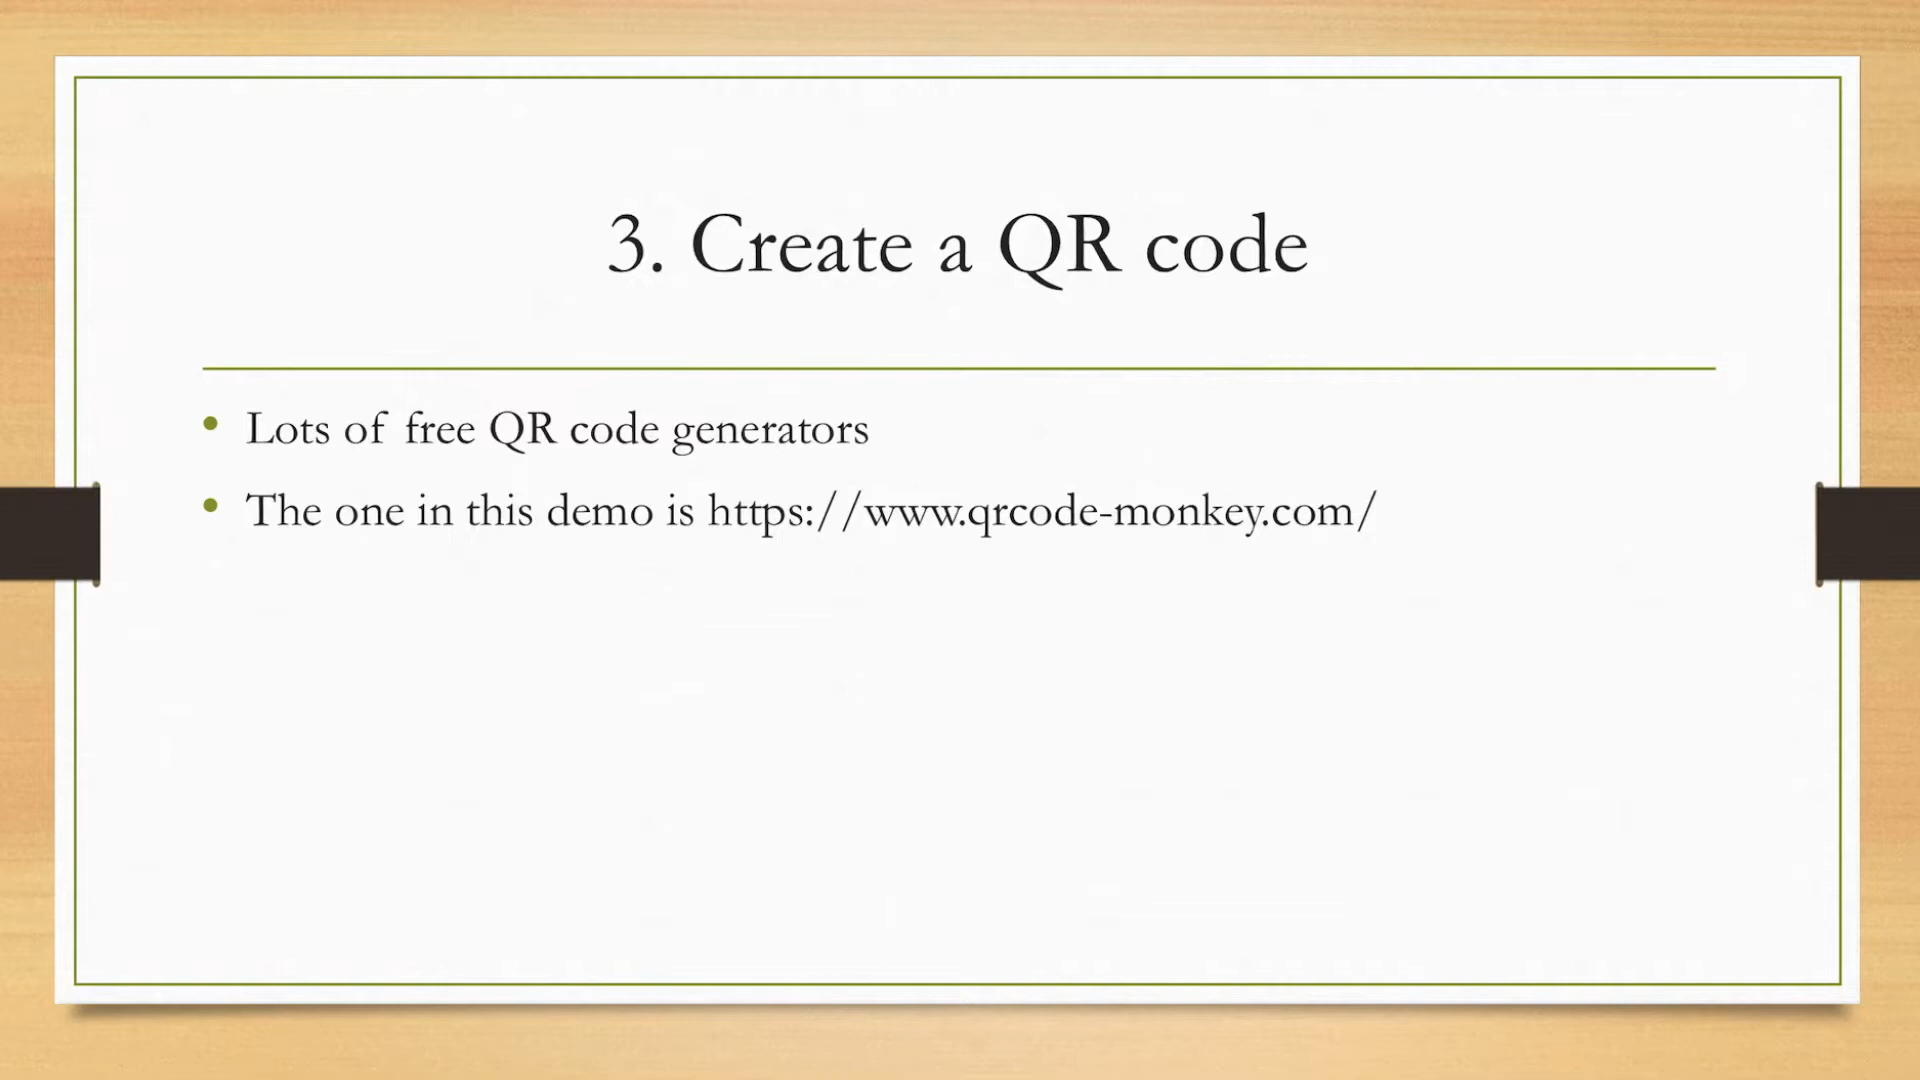 3. Create a QR code
• Lots of free QR code generators
• The one in this demo is https://www.qrcode-monkey.com/